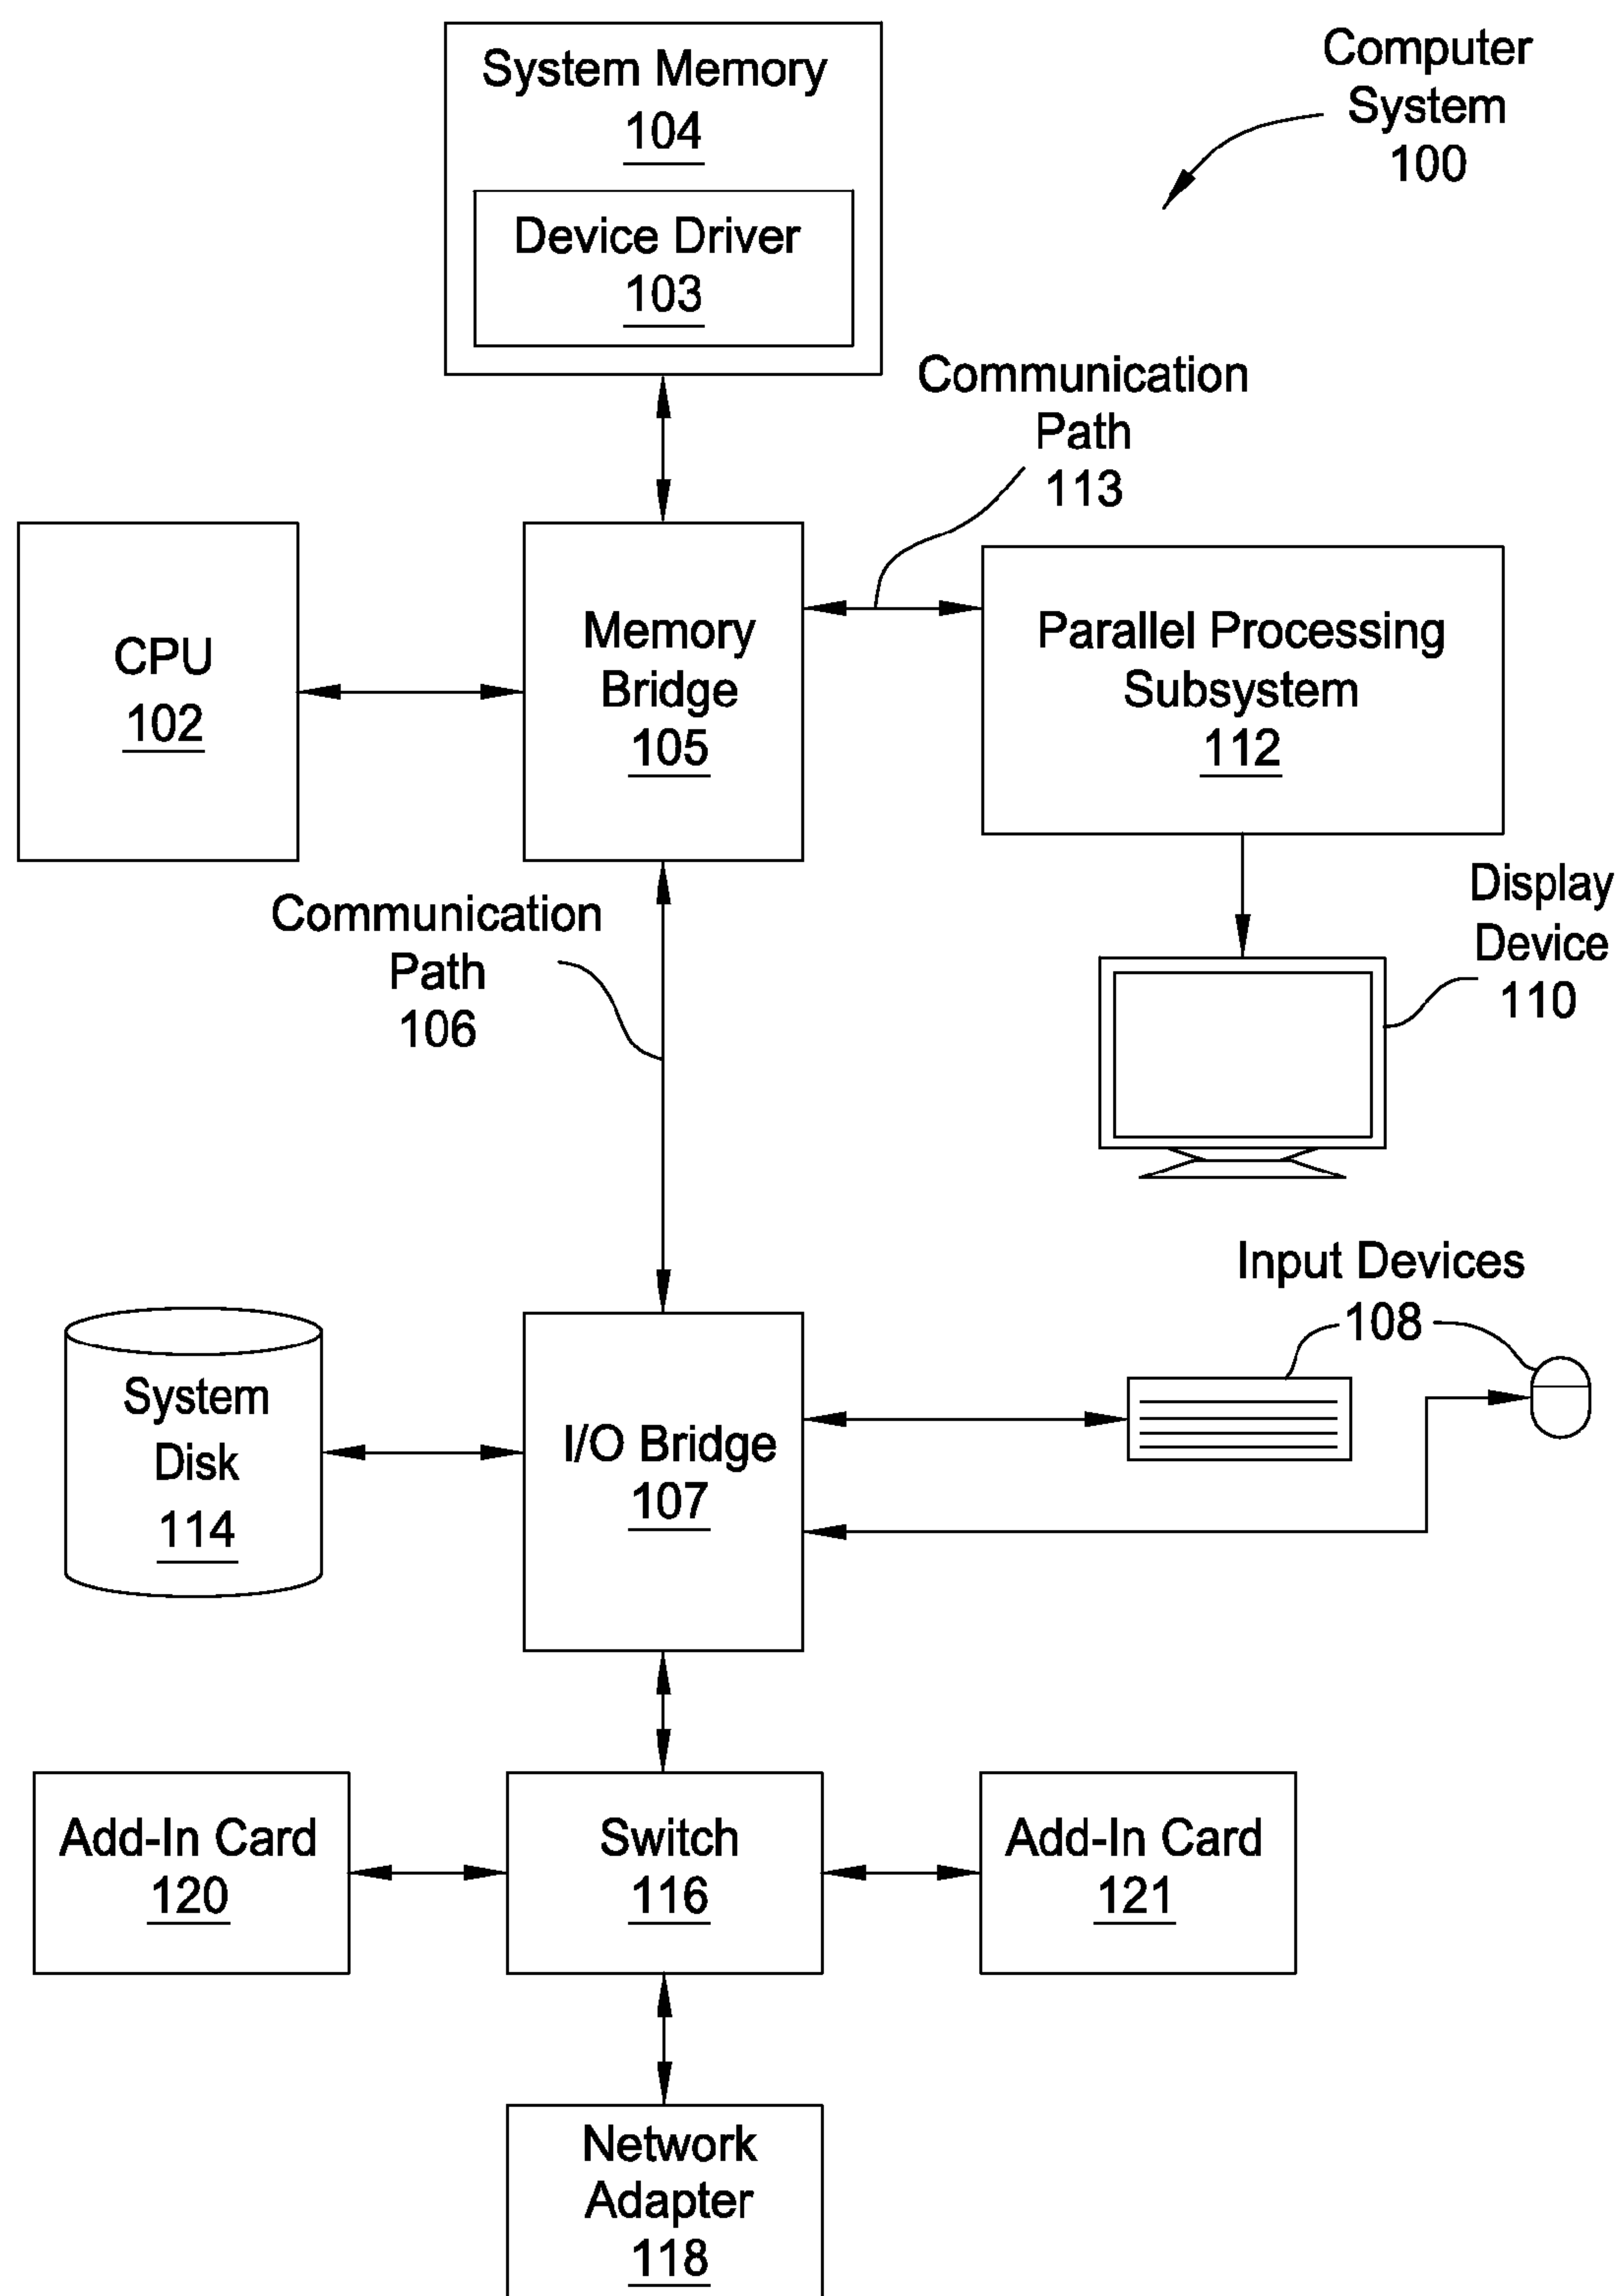 System Memory
104
Device Driver
103
Computer
System
100
Communication
Path
113
CPU
102
Memory
Bridge
105
Parallel Processing
Subsystem
112
Communication
Path
106
Display
Device
110
Input Devices
108
System
Disk
114
I/O Bridge
107
Add-In Card
120
Switch
116
Add-In Card
121
Network
Adapter
118